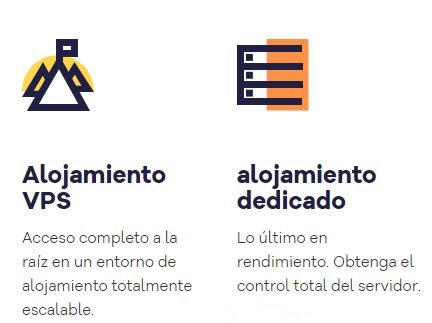 Alojamiento
VPS
Acceso completo a la
raíz en un entorno de
alojamiento totalmente
escalable.
alojamiento
dedicado
Lo último en
rendimiento. Obtenga el
control total del servidor.